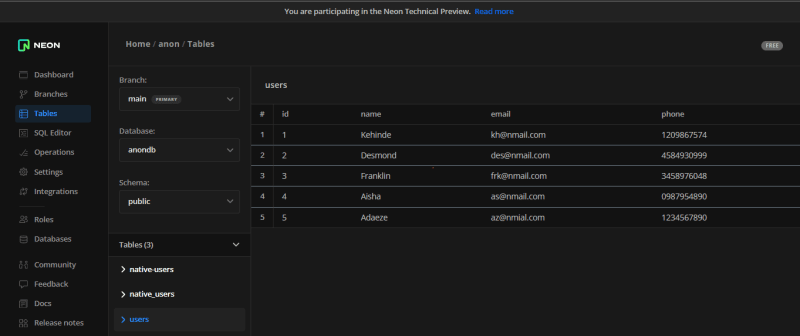 You are participating in the Neon Technical Preview. Read more
NEON
Home / anon / Tables
FREE
Dashboard
Branches
Tables
SQL Editor
Operations
Settings
Integrations
Roles
Databases
Community
Feedback
Docs
Release notes
Branch:
main PRIMARY
Database:
anondb
Schema:
public
Tables (3)
native-users
native_users
users
users
# id name email phone
1 1 Kehinde kh@nmail.com 1209867574
2 2 Desmond des@nmail.com 4584930999
3 3 Franklin frk@nmail.com 3458976048
4 4 Aisha as@nmail.com 0987954890
5 5 Adaeze az@nmial.com 1234567890